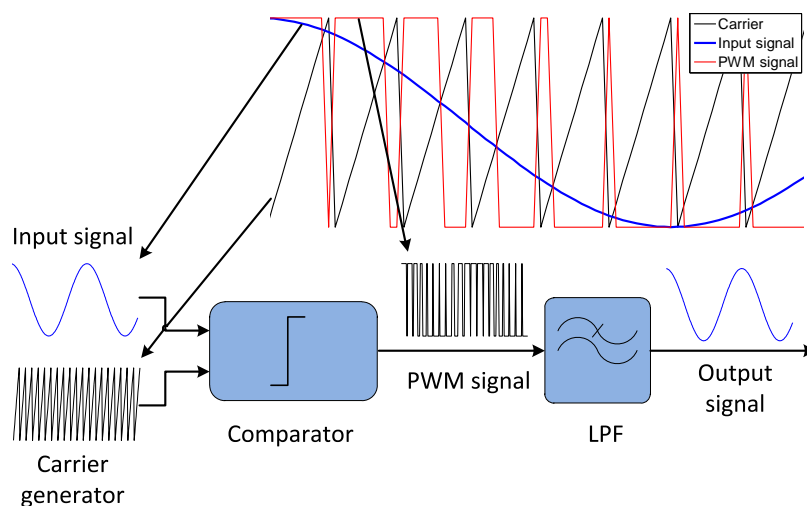 Carrier
Input signal
PWM signal
Input signal
PWM signal
Output
signal
Comparator
LPF
Carrier
generator